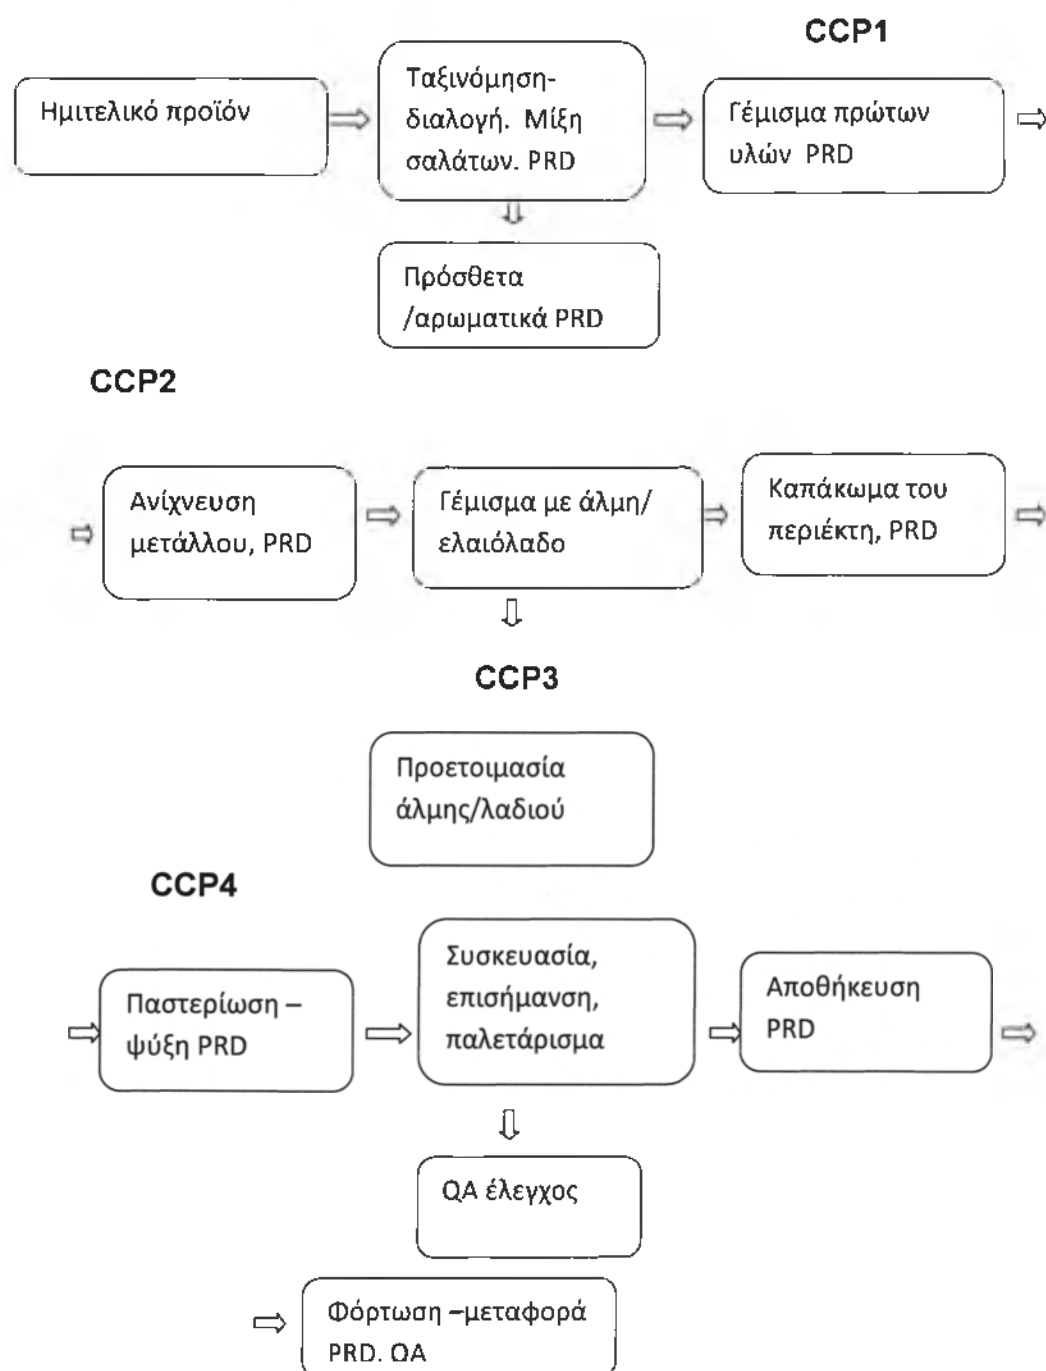 CCP1
Ημιτελικό προϊόν
Ταξινόμηση-
διαλογή. Μίξη
σαλάτων. PRD
Γέμισμα πρώτων
υλών PRD
Πρόσθετα
/αρωματικά PRD
CCP2
Ανίχνευση
μετάλλου, PRD
Γέμισμα με άλμη/
ελαιόλαδο
Καπάκωμα του
περιέκτη, PRD
CCP3
Προετοιμασία
άλμης/λαδιού
CCP4
Παστερίωση –
ψύξη PRD
Συσκευασία,
επισήμανση,
παλετάρισμα
Αποθήκευση
PRD
QA έλεγχος
Φόρτωση –μεταφορά
PRD. QA